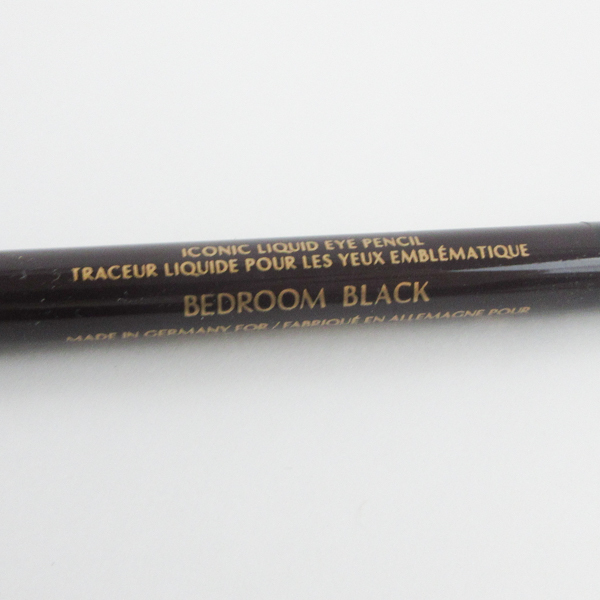 ICONIC LIQUID EYE PENCIL
TRACEUR LIQUIDE POUR LES YEUX EMBLÉMATIQUE
BEDROOM BLACK
MADE IN GERMANY FOR / FABRIQUÉ EN ALLEMAGNE POUR